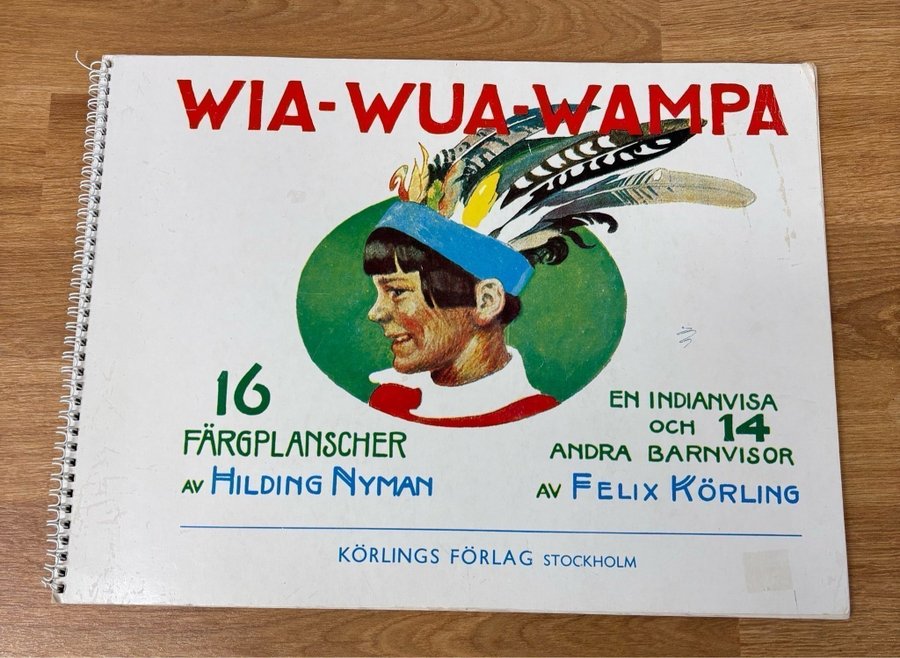 WIA-WUA-WAMPA
16
FÄRGPLANSCHER
AV HILDING NYMAN
EN INDIANVISA
OCH 14
ANDRA BARNVISOR
AV FELIX KÖRLING
KÖRLINGS FÖRLAG STOCKHOLM